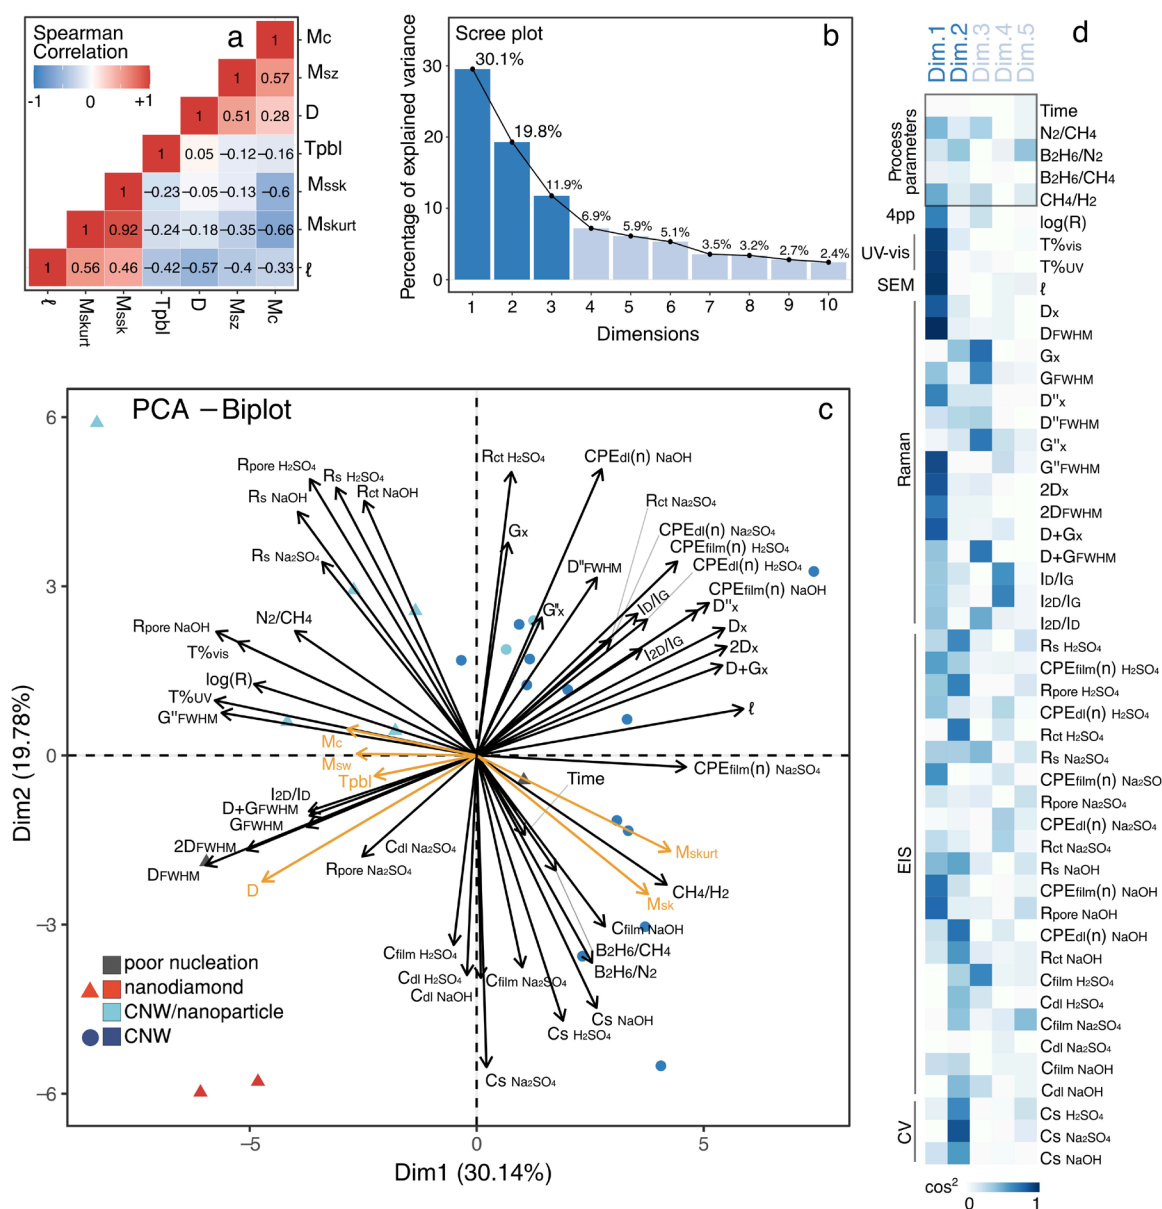 Spearman
Correlation
-1 0 +1
a
1 Mc
1 0.57 Msz
1 0.51 0.28 D
1 0.05 −0.12 −0.16 Tpbl
1 −0.23 −0.05 −0.13 −0.6 Mssk
1 0.92 −0.24 −0.18 −0.35 −0.66 Mskurt
1 0.56 0.46 −0.42 −0.57 −0.4 −0.33 ℓ
ℓ Mskurt Mssk Tpbl D Msz Mc
Scree plot
b
Percentage of explained variance
30
20
10
0
30.1%
19.8%
11.9%
6.9%
5.9%
5.1%
3.5%
3.2%
2.7%
2.4%
1 2 3 4 5 6 7 8 9 10
Dimensions
PCA −Biplot
c
Dim2 (19.78%)
6
3
0
−3
−6
−5 0 5
Dim1 (30.14%)
Rpore H2SO4
Rs H2SO4
Rct NaOH
Rs NaOH
Rs Na2SO4
Rct H2SO4
CPEdl(n) NaOH
Rct Na2SO4
CPEdl(n) Na2SO4
CPEfilm(n) H2SO4
CPEdl(n) H2SO4
CPEfilm(n) NaOH
Gx
D"FWHM
G"x
ID/IG
I2D/IG
D"x
Dx
2Dx
D+Gx
ℓ
CPEfilm(n) Na2SO4
N2/CH4
Rpore NaOH
T%vis
log(R)
T%UV
G"FWHM
Mc
Msw
Tpbl
I2D/ID
D+GFWHM
GFWHM
2DFWHM
DFWHM
D
Cdl Na2SO4
Rpore Na2SO4
Time
Mskurt
Msk
CH4/H2
Cfilm NaOH
B2H6/CH4
B2H6/N2
Cfilm H2SO4
Cdl H2SO4
Cdl NaOH
Cfilm Na2SO4
Cs NaOH
Cs H2SO4
Cs Na2SO4
poor nucleation
nanodiamond
CNW/nanoparticle
CNW
d
Dim.1 Dim.2 Dim.3 Dim.4 Dim.5
Process
parameters
4pp
UV-vis
SEM
Raman
EIS
CV
Time
N2/CH4
B2H6/N2
B2H6/CH4
CH4/H2
log(R)
T%vis
T%UV
ℓ
Dx
DFWHM
Gx
GFWHM
D"x
D"FWHM
G"x
G"FWHM
2Dx
2DFWHM
D+Gx
D+GFWHM
ID/IG
I2D/IG
I2D/ID
Rs H2SO4
CPEfilm(n) H2SO4
Rpore H2SO4
CPEdl(n) H2SO4
Rct H2SO4
Rs Na2SO4
CPEfilm(n) Na2SO
Rpore Na2SO4
CPEdl(n) Na2SO4
Rct Na2SO4
Rs NaOH
CPEfilm(n) NaOH
Rpore NaOH
CPEdl(n) NaOH
Rct NaOH
Cfilm H2SO4
Cdl H2SO4
Cfilm Na2SO4
Cdl Na2SO4
Cfilm NaOH
Cdl NaOH
Cs H2SO4
Cs Na2SO4
Cs NaOH
cos2 0 1